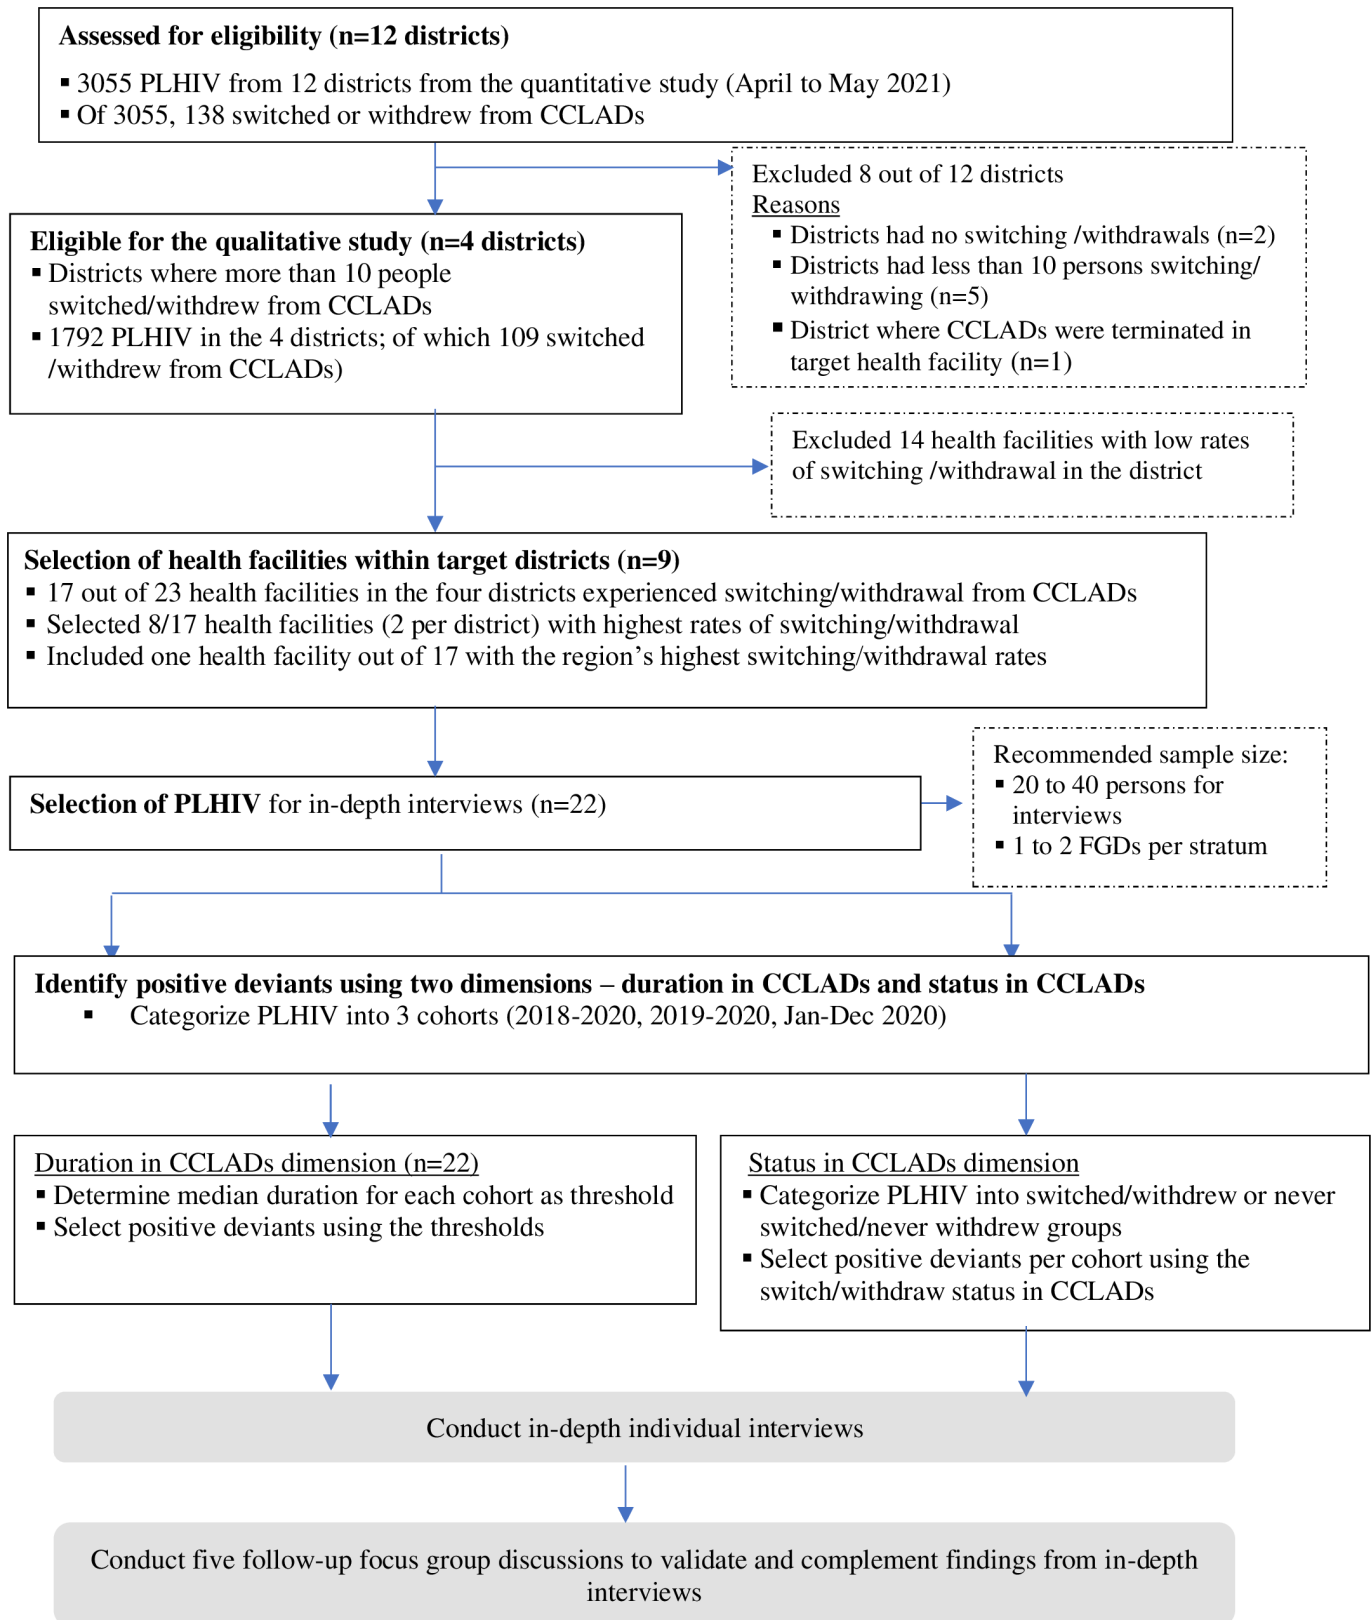 Assessed for eligibility (n=12 districts)
▪ 3055 PLHIV from 12 districts from the quantitative study (April to May 2021)
▪ Of 3055, 138 switched or withdrew from CCLADs
Excluded 8 out of 12 districts
Reasons
▪ Districts had no switching /withdrawals (n=2)
▪ Districts had less than 10 persons switching/
withdrawing (n=5)
▪ District where CCLADs were terminated in
target health facility (n=1)
Eligible for the qualitative study (n=4 districts)
▪ Districts where more than 10 people
switched/withdrew from CCLADs
▪ 1792 PLHIV in the 4 districts; of which 109 switched
/withdrew from CCLADs)
Excluded 14 health facilities with low rates
of switching /withdrawal in the district
Selection of health facilities within target districts (n=9)
▪ 17 out of 23 health facilities in the four districts experienced switching/withdrawal from CCLADs
▪ Selected 8/17 health facilities (2 per district) with highest rates of switching/withdrawal
▪ Included one health facility out of 17 with the region’s highest switching/withdrawal rates
Selection of PLHIV for in-depth interviews (n=22)
Recommended sample size:
▪ 20 to 40 persons for
interviews
▪ 1 to 2 FGDs per stratum
Identify positive deviants using two dimensions – duration in CCLADs and status in CCLADs
▪ Categorize PLHIV into 3 cohorts (2018-2020, 2019-2020, Jan-Dec 2020)
Duration in CCLADs dimension (n=22)
▪ Determine median duration for each cohort as threshold
▪ Select positive deviants using the thresholds
Status in CCLADs dimension
▪ Categorize PLHIV into switched/withdrew or never
switched/never withdrew groups
▪ Select positive deviants per cohort using the
switch/withdraw status in CCLADs
Conduct in-depth individual interviews
Conduct five follow-up focus group discussions to validate and complement findings from in-depth
interviews